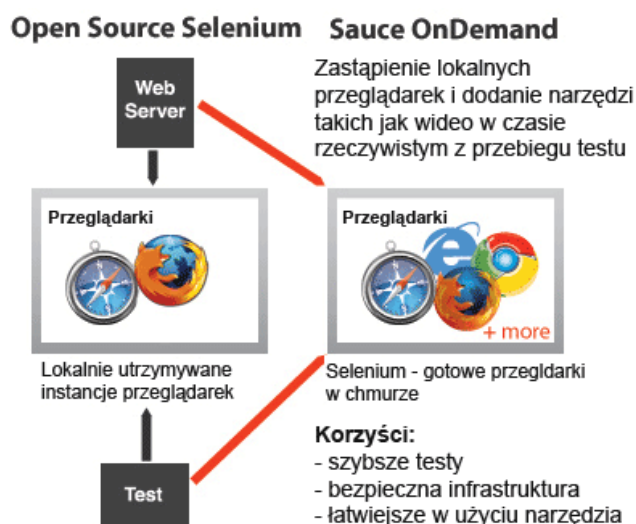 Open Source Selenium
Sauce OnDemand
Web
Server
Zastąpienie lokalnych
przeglądarek i dodanie narzędzi
takich jak wideo w czasie
rzeczywistym z przebiegu testu
Przeglądarki
Przeglądarki
+ more
Lokalnie utrzymywane
instancje przeglądarek
Selenium - gotowe przegldarki
w chmurze
Test
Korzyści:
- szybsze testy
- bezpieczna infrastruktura
- łatwiejsze w użyciu narzędzia